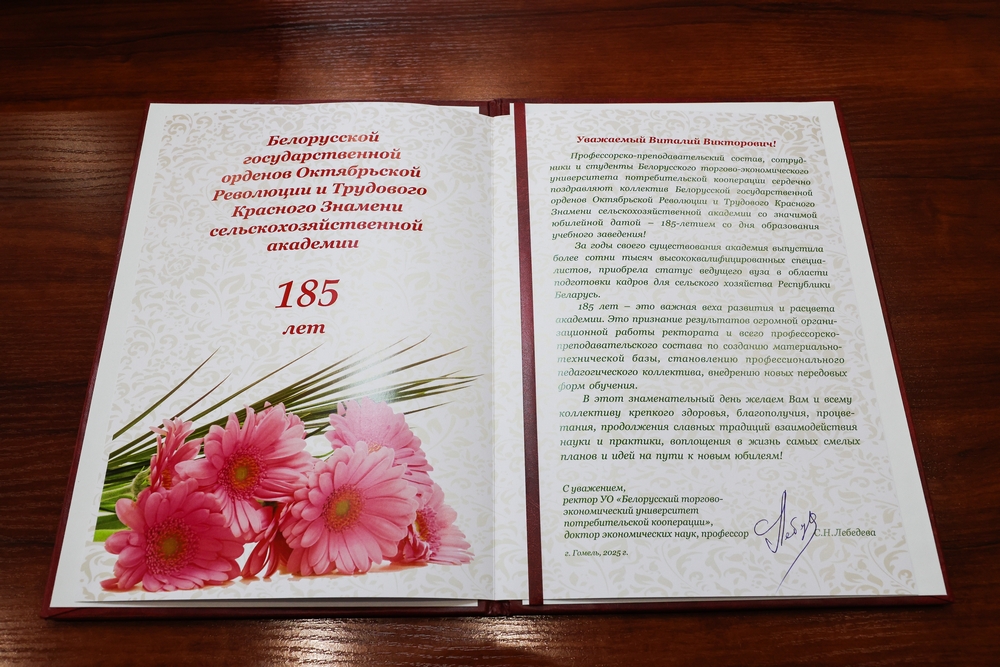 Белорусской
государственной
орденов Октябрьской
Революции и Трудового
Красного Знамени
сельскохозяйственной
академии
185
лет
Уважаемый Виталий Викторович!
Профессорско-преподавательский состав, сотруд-
ники и студенты Белорусского торгово-экономического
университета потребительской кооперации сердечно
поздравляют коллектив Белорусской государственной
орденов Октябрьской Революции и Трудового Красного
Знамени сельскохозяйственной академии со значимой
юбилейной датой – 185-летием со дня образования
учебного заведения!
За годы своего существования академия выпустила
более сотни тысяч высококвалифицированных специа-
листов, приобрела статус ведущего вуза в области
подготовки кадров для сельского хозяйства Республики
Беларусь.
185 лет – это важная веха развития и расцвета
академии. Это признание результатов огромной органи-
зационной работы ректората и всего профессорско-
преподавательского состава по созданию материально-
технической базы, становлению профессионального
педагогического коллектива, внедрению новых передовых
форм обучения.
В этот знаменательный день желаем Вам и всему
коллективу крепкого здоровья, благополучия, процве-
тания, продолжения славных традиций взаимодействия
науки и практики, воплощения в жизнь самых смелых
планов и идей на пути к новым юбилеям!
С уважением,
ректор УО «Белорусский торгово-
экономический университет
потребительской кооперации»,
доктор экономических наук, профессор С.Н.Лебедева
г. Гомель, 2025 г.